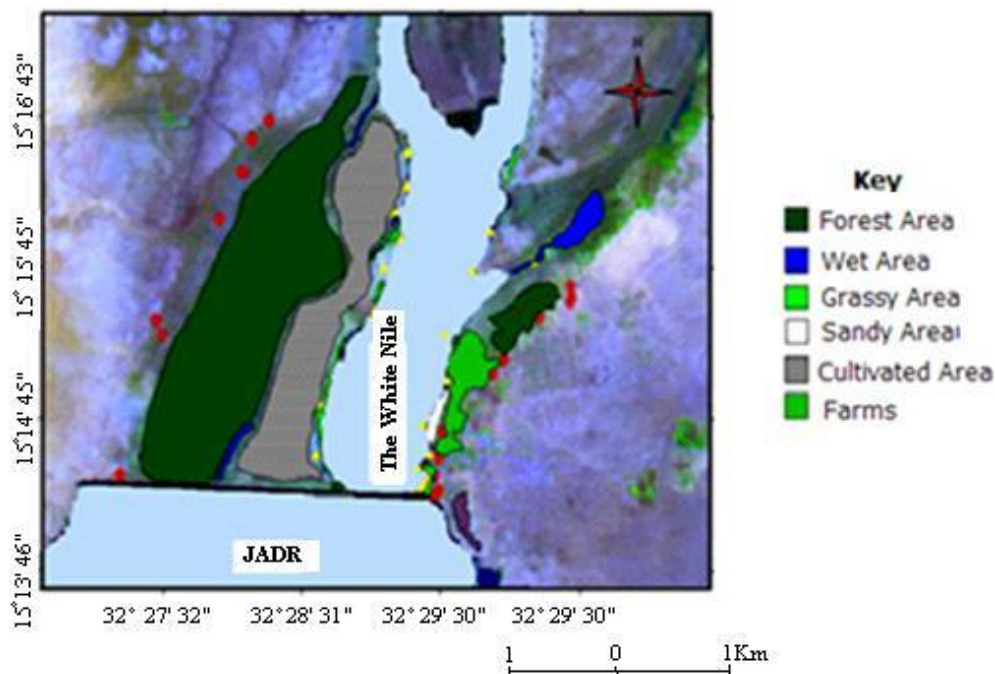 N
15° 16' 43"
15° 15' 45"
15° 14' 45"
15° 13' 46"
The White Nile
JADR
32° 27' 32"
32° 28' 31"
32° 29' 30"
32° 29' 30"
1
0
1Km
Key
Forest Area
Wet Area
Grassy Area
Sandy Area
Cultivated Area
Farms